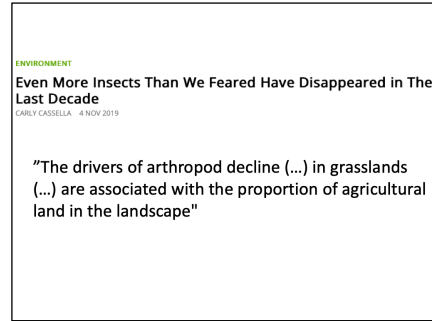 ENVIRONMENT
Even More Insects Than We Feared Have Disappeared in The
Last Decade
CARLY CASSELLA 4 NOV 2019
”The drivers of arthropod decline (...) in grasslands
(...) are associated with the proportion of agricultural
land in the landscape"